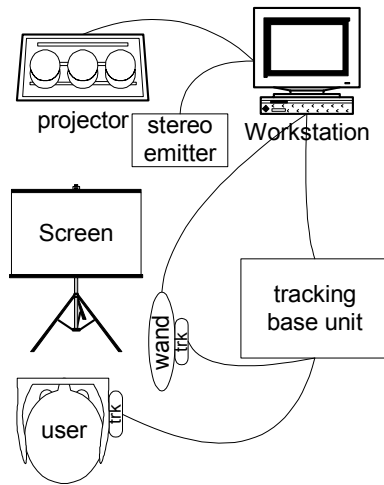 projector
stereo
emitter
Workstation
Screen
tracking
base unit
wand
trk
trk
user